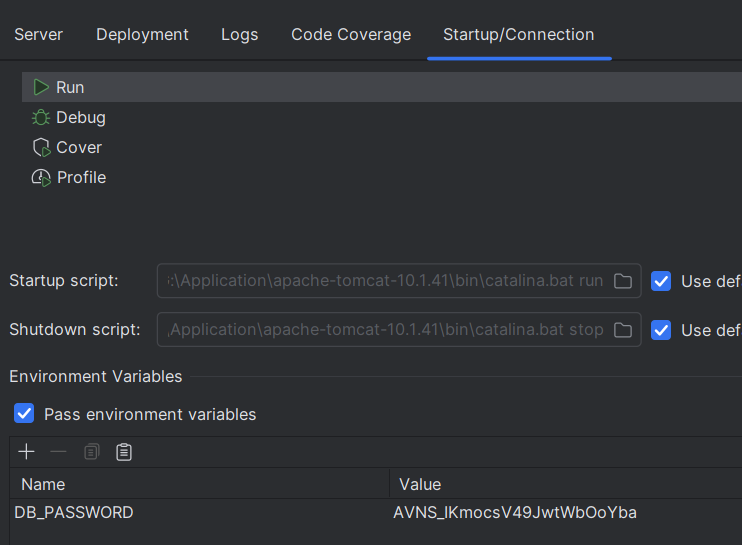 Server Deployment Logs Code Coverage Startup/Connection
Run
Debug
Cover
Profile
Startup script: :\Application\apache-tomcat-10.1.41\bin\catalina.bat run Use def
Shutdown script: \Application\apache-tomcat-10.1.41\bin\catalina.bat stop Use def
Environment Variables
Pass environment variables
Name Value
DB_PASSWORD AVNS_lKmocsV49JwtWbOoYba